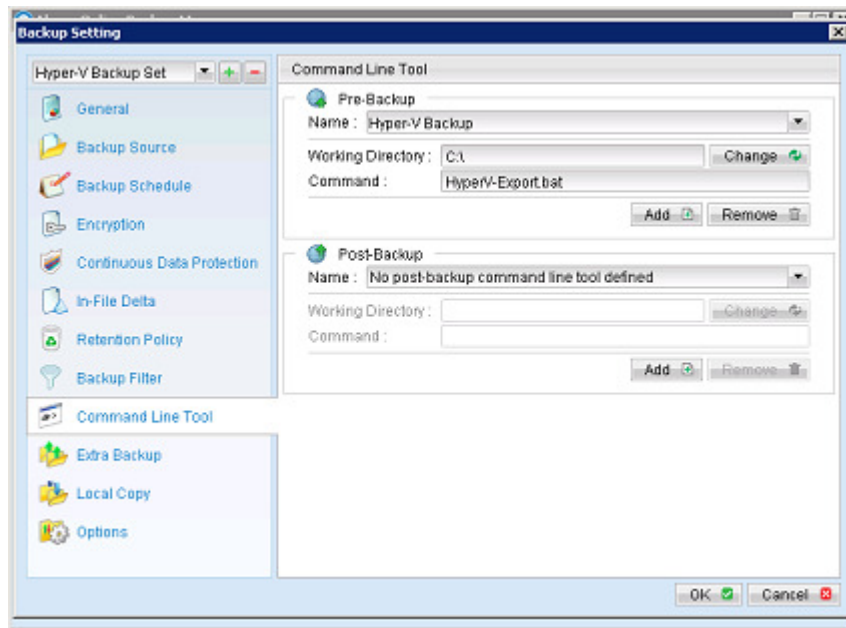 Backup Setting
Hyper-V Backup Set
General
Backup Source
Backup Schedule
Encryption
Continuous Data Protection
In-File Delta
Retention Policy
Backup Filter
Command Line Tool
Extra Backup
Local Copy
Options
Command Line Tool
Pre-Backup
Name : Hyper-V Backup
Working Directory : C:\ Change
Command : HyperV-Export.bat
Add Remove
Post-Backup
Name : No post-backup command line tool defined
Working Directory : Change
Command :
Add Remove
OK Cancel